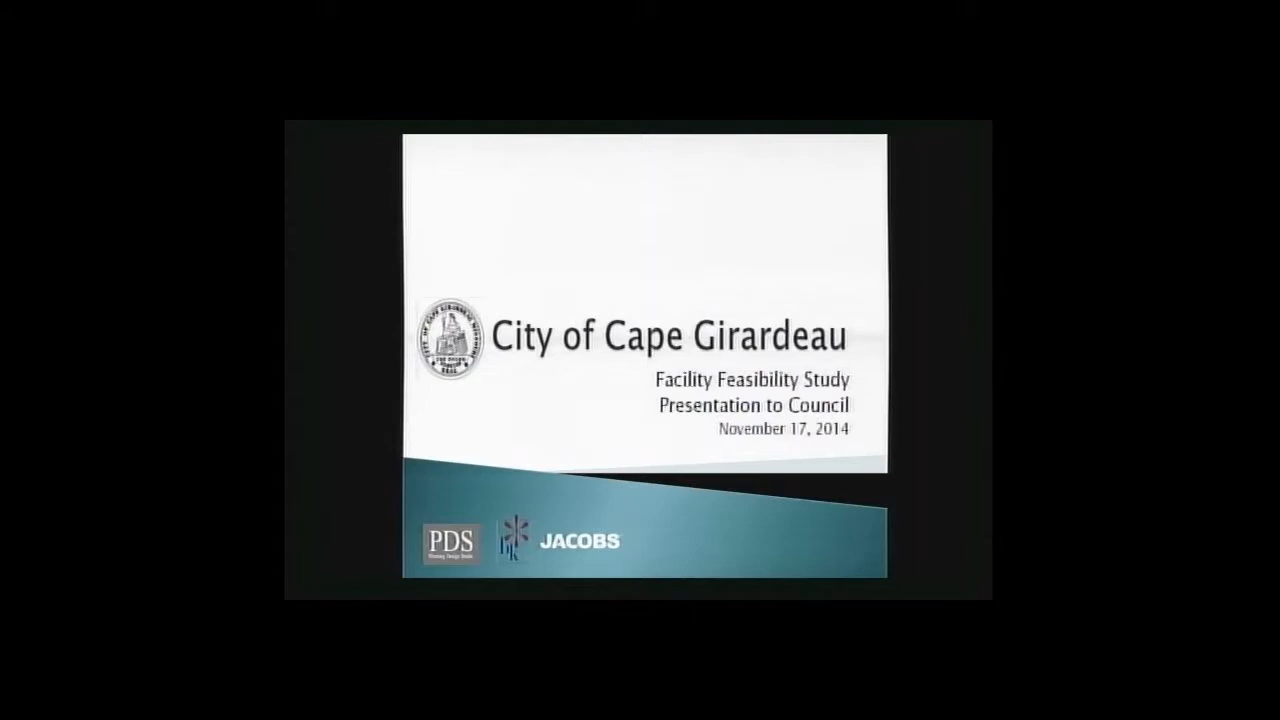 City of Cape Girardeau
Facility Feasibility Study
Presentation to Council
November 17, 2014
PDS
JACOBS